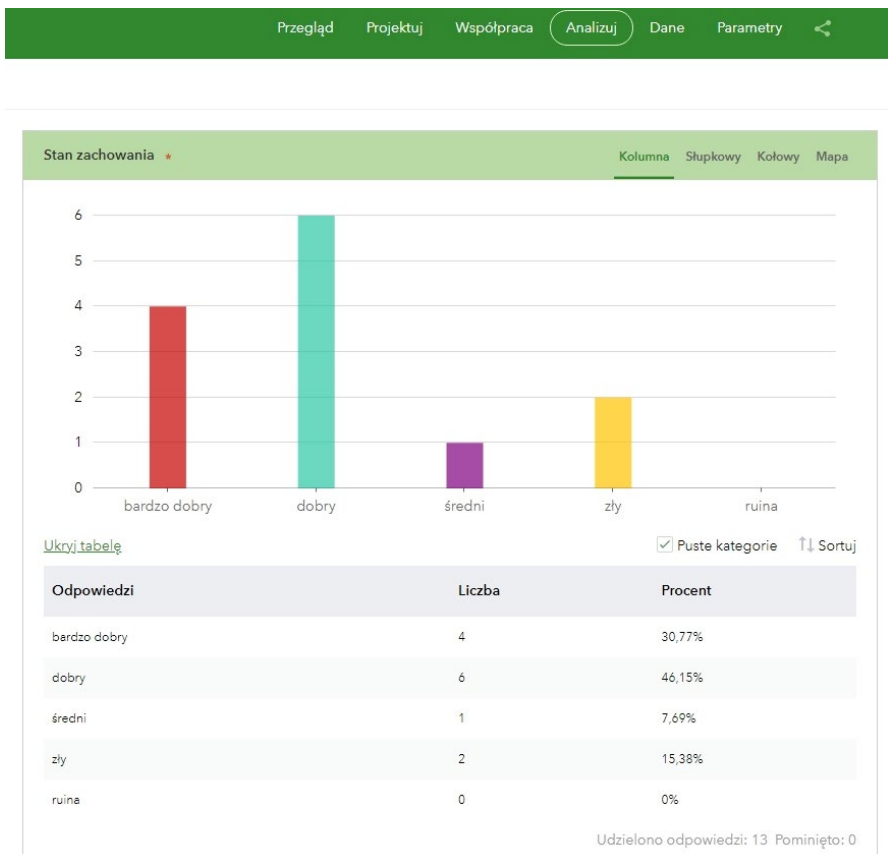 Przegląd Projektuj Współpraca Analizuj Dane Parametry
Stan zachowania * Kolumna Słupkowy Kołowy Mapa
6
5
4
3
2
1
0
bardzo dobry dobry średni zły ruina
Ukryj tabelę Puste kategorie Sortuj
Odpowiedzi Liczba Procent
bardzo dobry 4 30,77%
dobry 6 46,15%
średni 1 7,69%
zły 2 15,38%
ruina 0 0%
Udzielono odpowiedzi: 13 Pominięto: 0